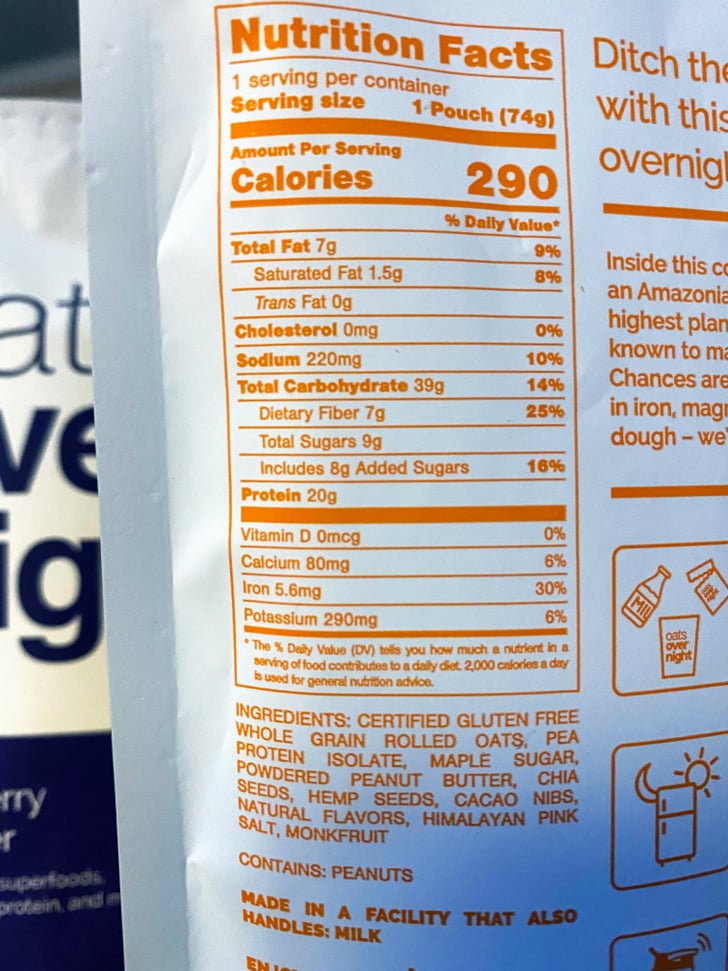 Nutrition Facts
1 serving per container
Serving size 1 Pouch (74g)
Amount Per Serving
Calories 290
% Daily Value*
Total Fat 7g 9%
Saturated Fat 1.5g 8%
Trans Fat 0g
Cholesterol 0mg 0%
Sodium 220mg 10%
Total Carbohydrate 39g 14%
Dietary Fiber 7g 25%
Total Sugars 9g
Includes 8g Added Sugars 16%
Protein 20g
Vitamin D 0mcg 0%
Calcium 80mg 6%
Iron 5.6mg 30%
Potassium 290mg 6%
* The % Daily Value (DV) tells you how much a nutrient in a
serving of food contributes to a daily diet. 2,000 calories a day
is used for general nutrition advice.
INGREDIENTS: CERTIFIED GLUTEN FREE
WHOLE GRAIN ROLLED OATS, PEA
PROTEIN ISOLATE, MAPLE SUGAR,
POWDERED PEANUT BUTTER, CHIA
SEEDS, HEMP SEEDS, CACAO NIBS,
NATURAL FLAVORS, HIMALAYAN PINK
SALT, MONKFRUIT
CONTAINS: PEANUTS
MADE IN A FACILITY THAT ALSO
HANDLES: MILK
Ditch the
with this
overnig
Inside this co
an Amazonia
highest plan
known to ma
Chances are
in iron, mag
dough – we'
oats
over
night
at
ve
ig
rry
r
superfoods,
protein, and m